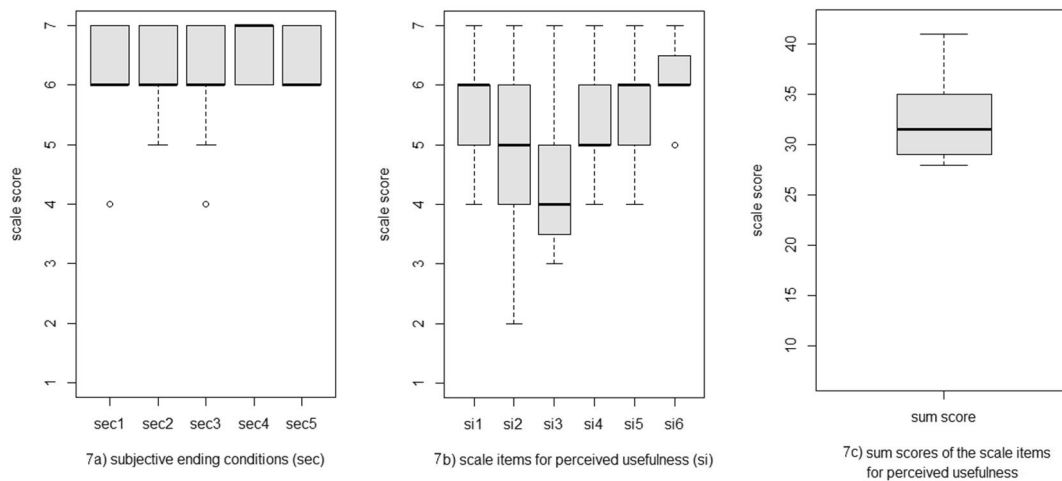 scale score
7
6
5
4
3
2
1
sec1 sec2 sec3 sec4 sec5
7a) subjective ending conditions (sec)
scale score
7
6
5
4
3
2
1
si1 si2 si3 si4 si5 si6
7b) scale items for perceived usefulness (si)
scale score
40
35
30
25
20
15
10
sum score
7c) sum scores of the scale items
for perceived usefulness